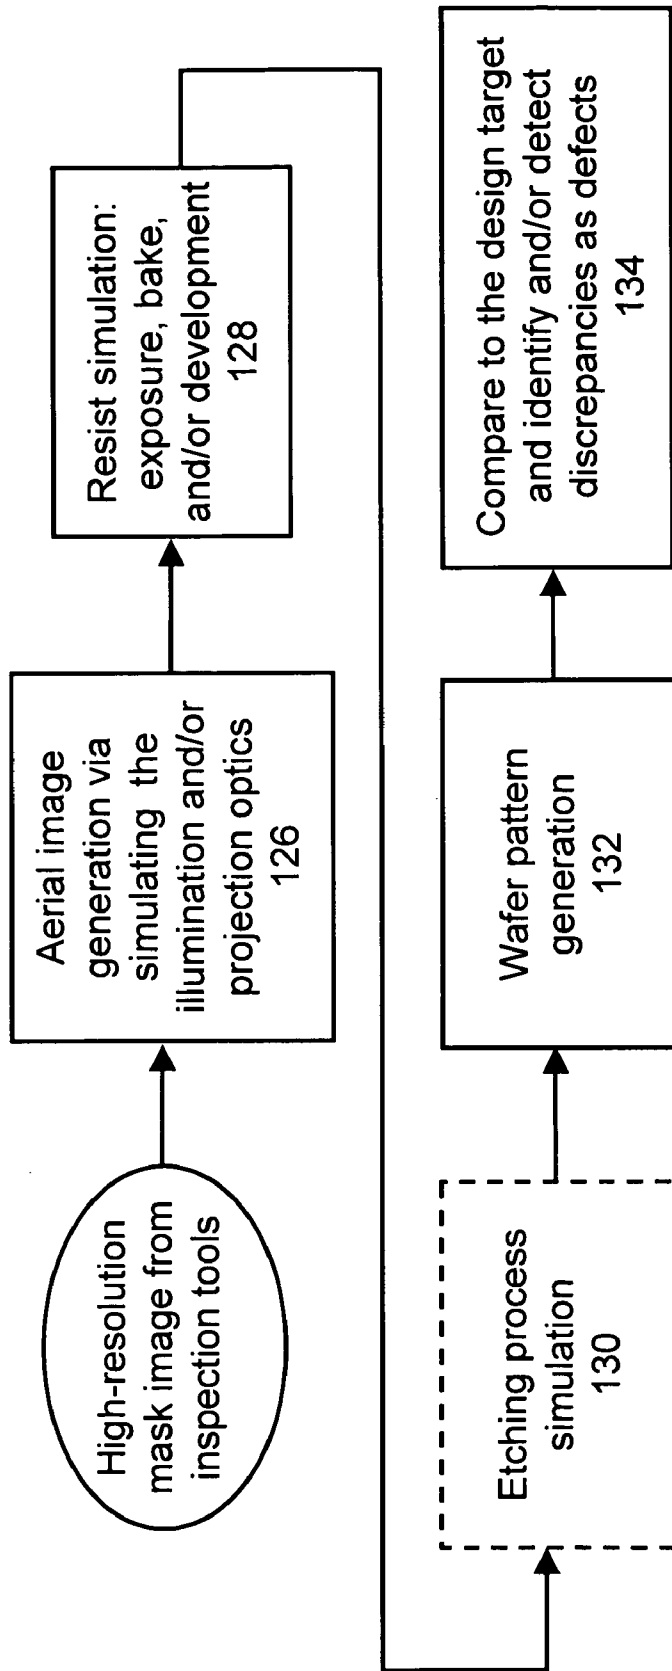 High-resolution
mask image from
inspection tools
Aerial image
generation via
simulating the
illumination and/or
projection optics
126
Resist simulation:
exposure, bake,
and/or development
128
Etching process
simulation
130
Wafer pattern
generation
132
Compare to the design target
and identify and/or detect
discrepancies as defects
134